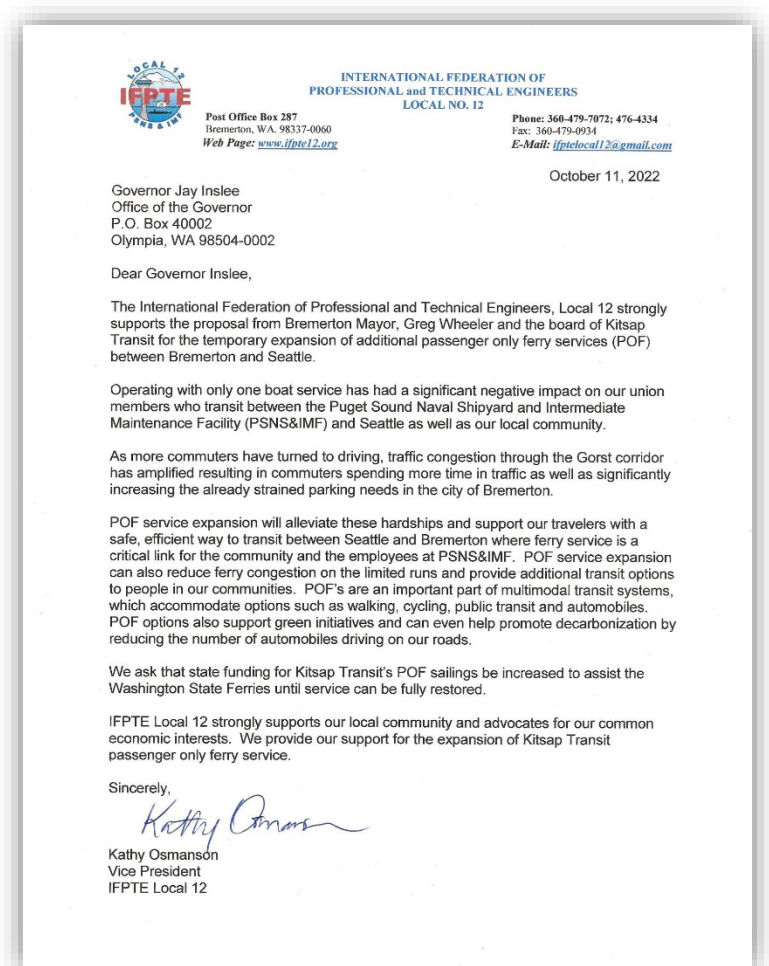 LOCAL 12
IFPTE
PSNS & IMF
INTERNATIONAL FEDERATION OF
PROFESSIONAL and TECHNICAL ENGINEERS
LOCAL NO. 12
Post Office Box 287
Bremerton, WA. 98337-0060
Web Page: www.ifpte12.org
Phone: 360-479-7072; 476-4334
Fax: 360-479-0934
E-Mail: ifptelocal12@gmail.com
October 11, 2022
Governor Jay Inslee
Office of the Governor
P.O. Box 40002
Olympia, WA 98504-0002
Dear Governor Inslee,
The International Federation of Professional and Technical Engineers, Local 12 strongly
supports the proposal from Bremerton Mayor, Greg Wheeler and the board of Kitsap
Transit for the temporary expansion of additional passenger only ferry services (POF)
between Bremerton and Seattle.
Operating with only one boat service has had a significant negative impact on our union
members who transit between the Puget Sound Naval Shipyard and Intermediate
Maintenance Facility (PSNS&IMF) and Seattle as well as our local community.
As more commuters have turned to driving, traffic congestion through the Gorst corridor
has amplified resulting in commuters spending more time in traffic as well as significantly
increasing the already strained parking needs in the city of Bremerton.
POF service expansion will alleviate these hardships and support our travelers with a
safe, efficient way to transit between Seattle and Bremerton where ferry service is a
critical link for the community and the employees at PSNS&IMF.  POF service expansion
can also reduce ferry congestion on the limited runs and provide additional transit options
to people in our communities.  POF's are an important part of multimodal transit systems,
which accommodate options such as walking, cycling, public transit and automobiles.
POF options also support green initiatives and can even help promote decarbonization by
reducing the number of automobiles driving on our roads.
We ask that state funding for Kitsap Transit's POF sailings be increased to assist the
Washington State Ferries until service can be fully restored.
IFPTE Local 12 strongly supports our local community and advocates for our common
economic interests.  We provide our support for the expansion of Kitsap Transit
passenger only ferry service.
Sincerely,
Kathy Osmanson
Kathy Osmanson
Vice President
IFPTE Local 12